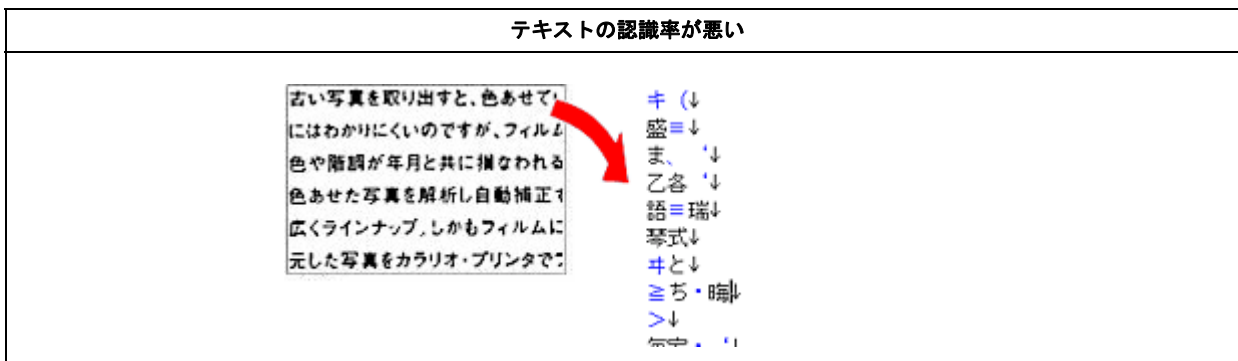 テキストの認識率が悪い
古い写真を取り出すと、色あせてい
にはわかりにくいのですが、フィルム
色や階調が年月と共に損なわれる
色あせた写真を解析し自動補正す
広くラインナップ,しかもフィルムに
元した写真をカラリオ・プリンタで
キ (↓
盛≡↓
ま、 ‘↓
乙各 ‘↓
語≡瑞↓
琴式↓
ヰと↓
≧ち・晦↓
>↓